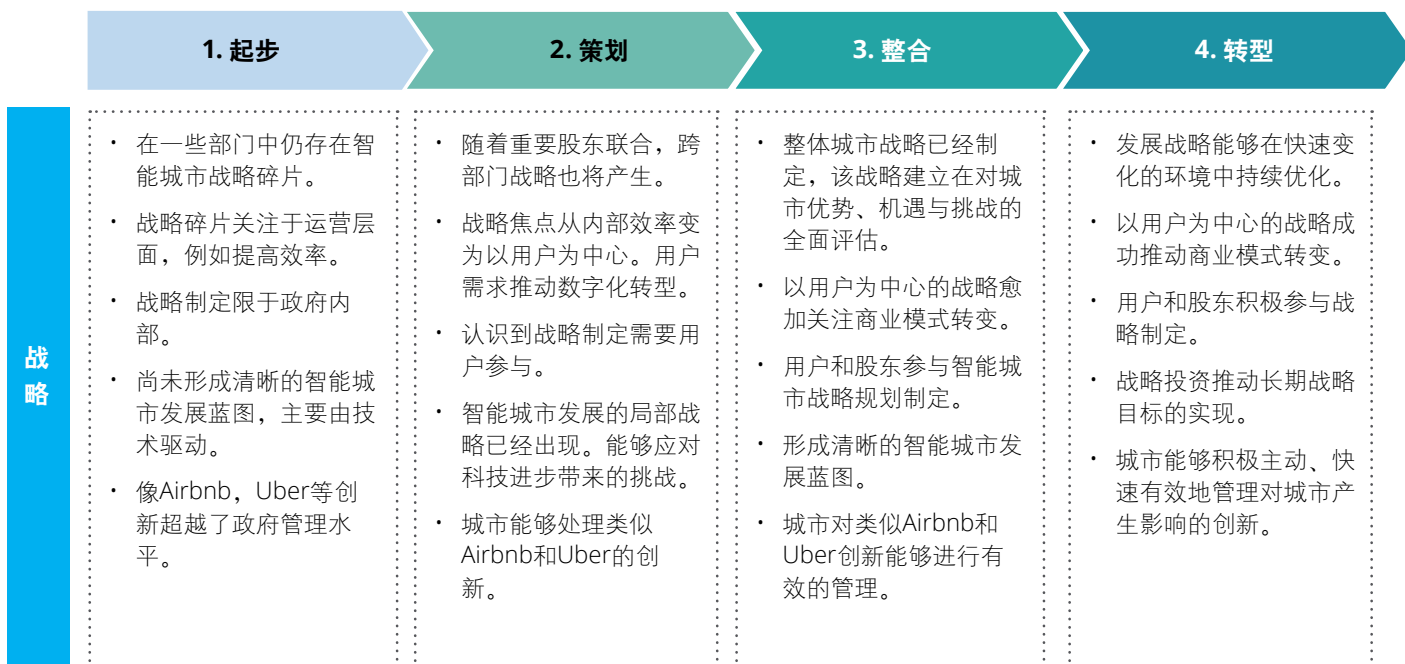 1. 起步
2. 策划
3. 整合
4. 转型
战
略
· 在一些部门中仍存在智
能城市战略碎片。
· 战略碎片关注于运营层
面，例如提高效率。
· 战略制定限于政府内
部。
· 尚未形成清晰的智能城
市发展蓝图，主要由技
术驱动。
· 像Airbnb，Uber等创
新超越了政府管理水
平。
· 随着重要股东联合，跨
部门战略也将产生。
· 战略焦点从内部效率变
为以用户为中心。用户
需求推动数字化转型。
· 认识到战略制定需要用
户参与。
· 智能城市发展的局部战
略已经出现。能够应对
科技进步带来的挑战。
· 城市能够处理类似
Airbnb和Uber的创
新。
· 整体城市战略已经制
定，该战略建立在对城
市优势、机遇与挑战的
全面评估。
· 以用户为中心的战略愈
加关注商业模式转变。
· 用户和股东参与智能城
市战略规划制定。
· 形成清晰的智能城市发
展蓝图。
· 城市对类似Airbnb和
Uber创新能够进行有
效的管理。
· 发展战略能够在快速变
化的环境中持续优化。
· 以用户为中心的战略成
功推动商业模式转变。
· 用户和股东积极参与战
略制定。
· 战略投资推动长期战略
目标的实现。
· 城市能够积极主动、快
速有效地管理对城市产
生影响的创新。